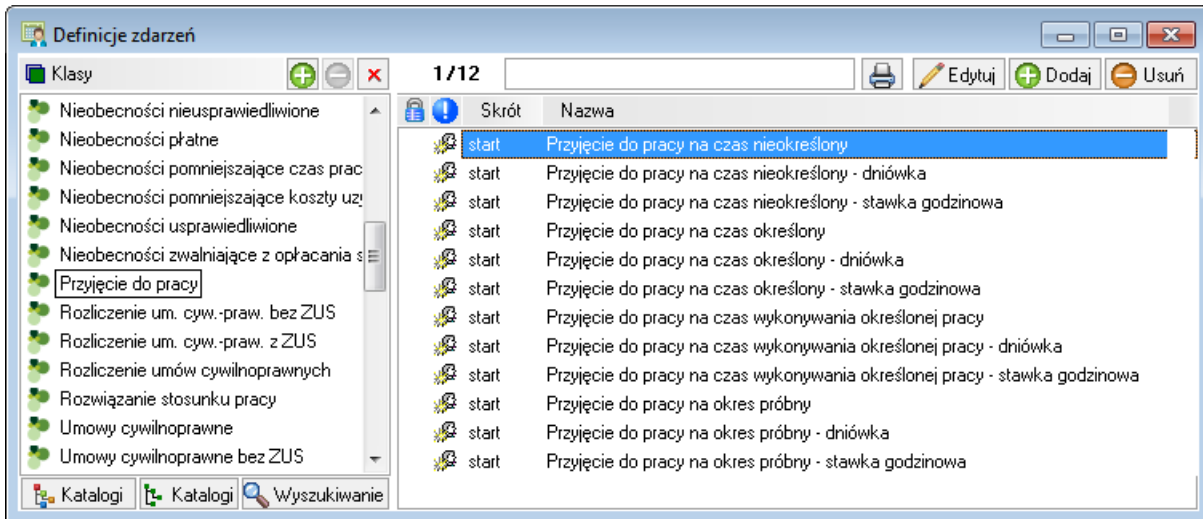 Definicje zdarzeń
Klasy
1/12
Edytuj
Dodaj
Usuń
Skrót Nazwa
Nieobecności nieusprawiedliwione
Nieobecności płatne
Nieobecności pomniejszające czas prac
Nieobecności pomniejszające koszty uzy
Nieobecności usprawiedliwione
Nieobecności zwalniające z opłacania s
Przyjęcie do pracy
Rozliczenie um. cyw.-praw. bez ZUS
Rozliczenie um. cyw.-praw. z ZUS
Rozliczenie umów cywilnoprawnych
Rozwiązanie stosunku pracy
Umowy cywilnoprawne
Umowy cywilnoprawne bez ZUS
start Przyjęcie do pracy na czas nieokreślony
start Przyjęcie do pracy na czas nieokreślony - dniówka
start Przyjęcie do pracy na czas nieokreślony - stawka godzinowa
start Przyjęcie do pracy na czas określony
start Przyjęcie do pracy na czas określony - dniówka
start Przyjęcie do pracy na czas określony - stawka godzinowa
start Przyjęcie do pracy na czas wykonywania określonej pracy
start Przyjęcie do pracy na czas wykonywania określonej pracy - dniówka
start Przyjęcie do pracy na czas wykonywania określonej pracy - stawka godzinowa
start Przyjęcie do pracy na okres próbny
start Przyjęcie do pracy na okres próbny - dniówka
start Przyjęcie do pracy na okres próbny - stawka godzinowa
Katalogi
Katalogi
Wyszukiwanie